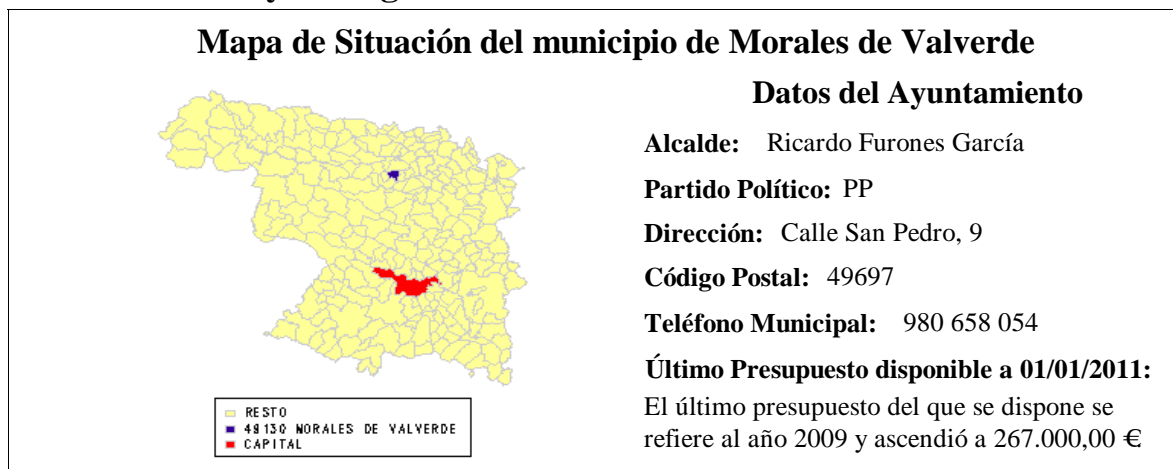 Mapa de Situación del municipio de Morales de Valverde
Datos del Ayuntamiento
Alcalde: Ricardo Furones García
Partido Político: PP
Dirección: Calle San Pedro, 9
Código Postal: 49697
Teléfono Municipal: 980 658 054
Último Presupuesto disponible a 01/01/2011:
El último presupuesto del que se dispone se
refiere al año 2009 y ascendió a 267.000,00 €
RESTO
49130 MORALES DE VALVERDE
CAPITAL